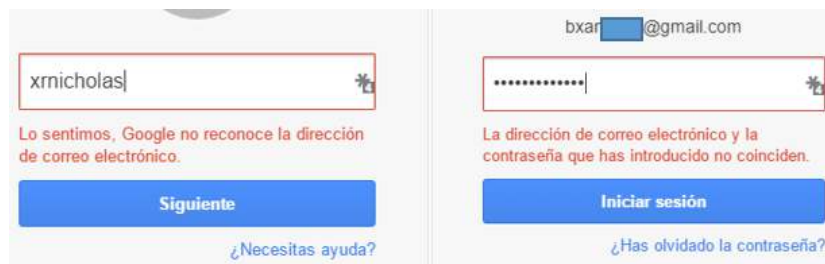 xrnicholas
Lo sentimos, Google no reconoce la dirección
de correo electrónico.
Siguiente
¿Necesitas ayuda?
bxar @gmail.com
La dirección de correo electrónico y la
contraseña que has introducido no coinciden.
Iniciar sesión
¿Has olvidado la contraseña?